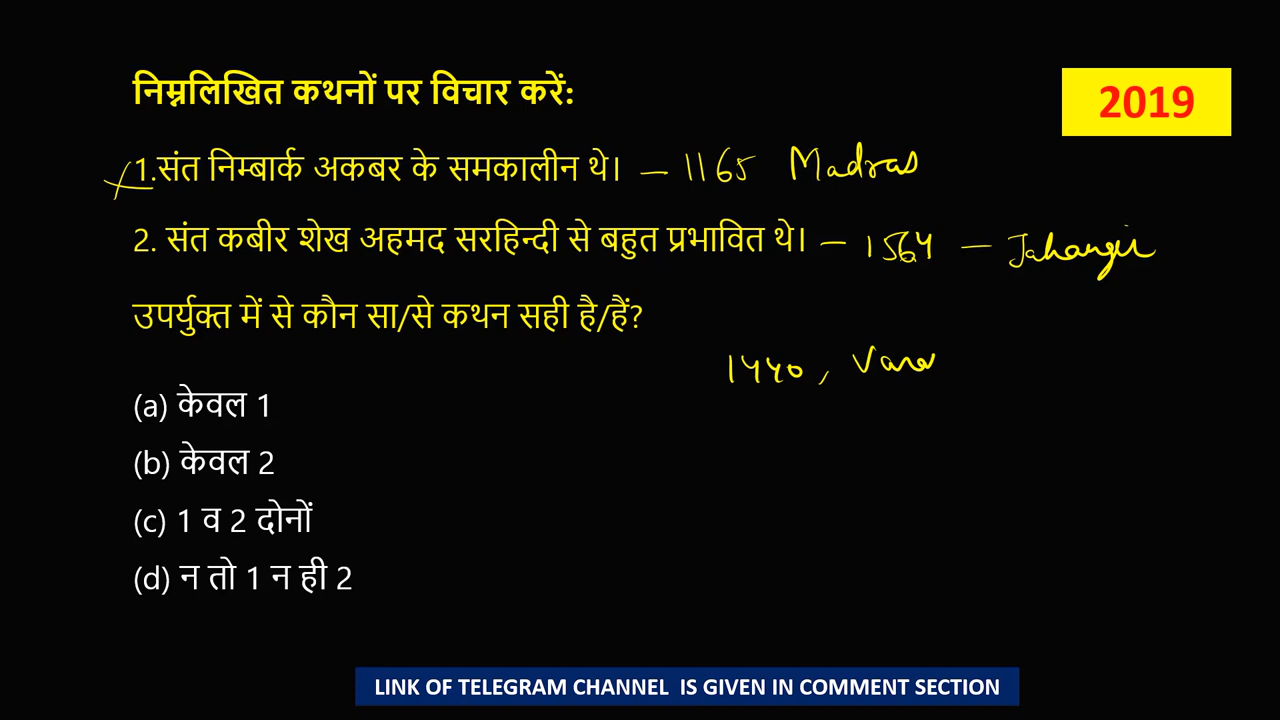 निम्नलिखित कथनों पर विचार करें:
2019
1.संत निम्बार्क अकबर के समकालीन थे। – 1165 Madras
2. संत कबीर शेख अहमद सरहिन्दी से बहुत प्रभावित थे। – 1564 – Jahangir
उपर्युक्त में से कौन सा/से कथन सही है/हैं?
1440, Vara
(a) केवल 1
(b) केवल 2
(c) 1 व 2 दोनों
(d) न तो 1 न ही 2
LINK OF TELEGRAM CHANNEL IS GIVEN IN COMMENT SECTION